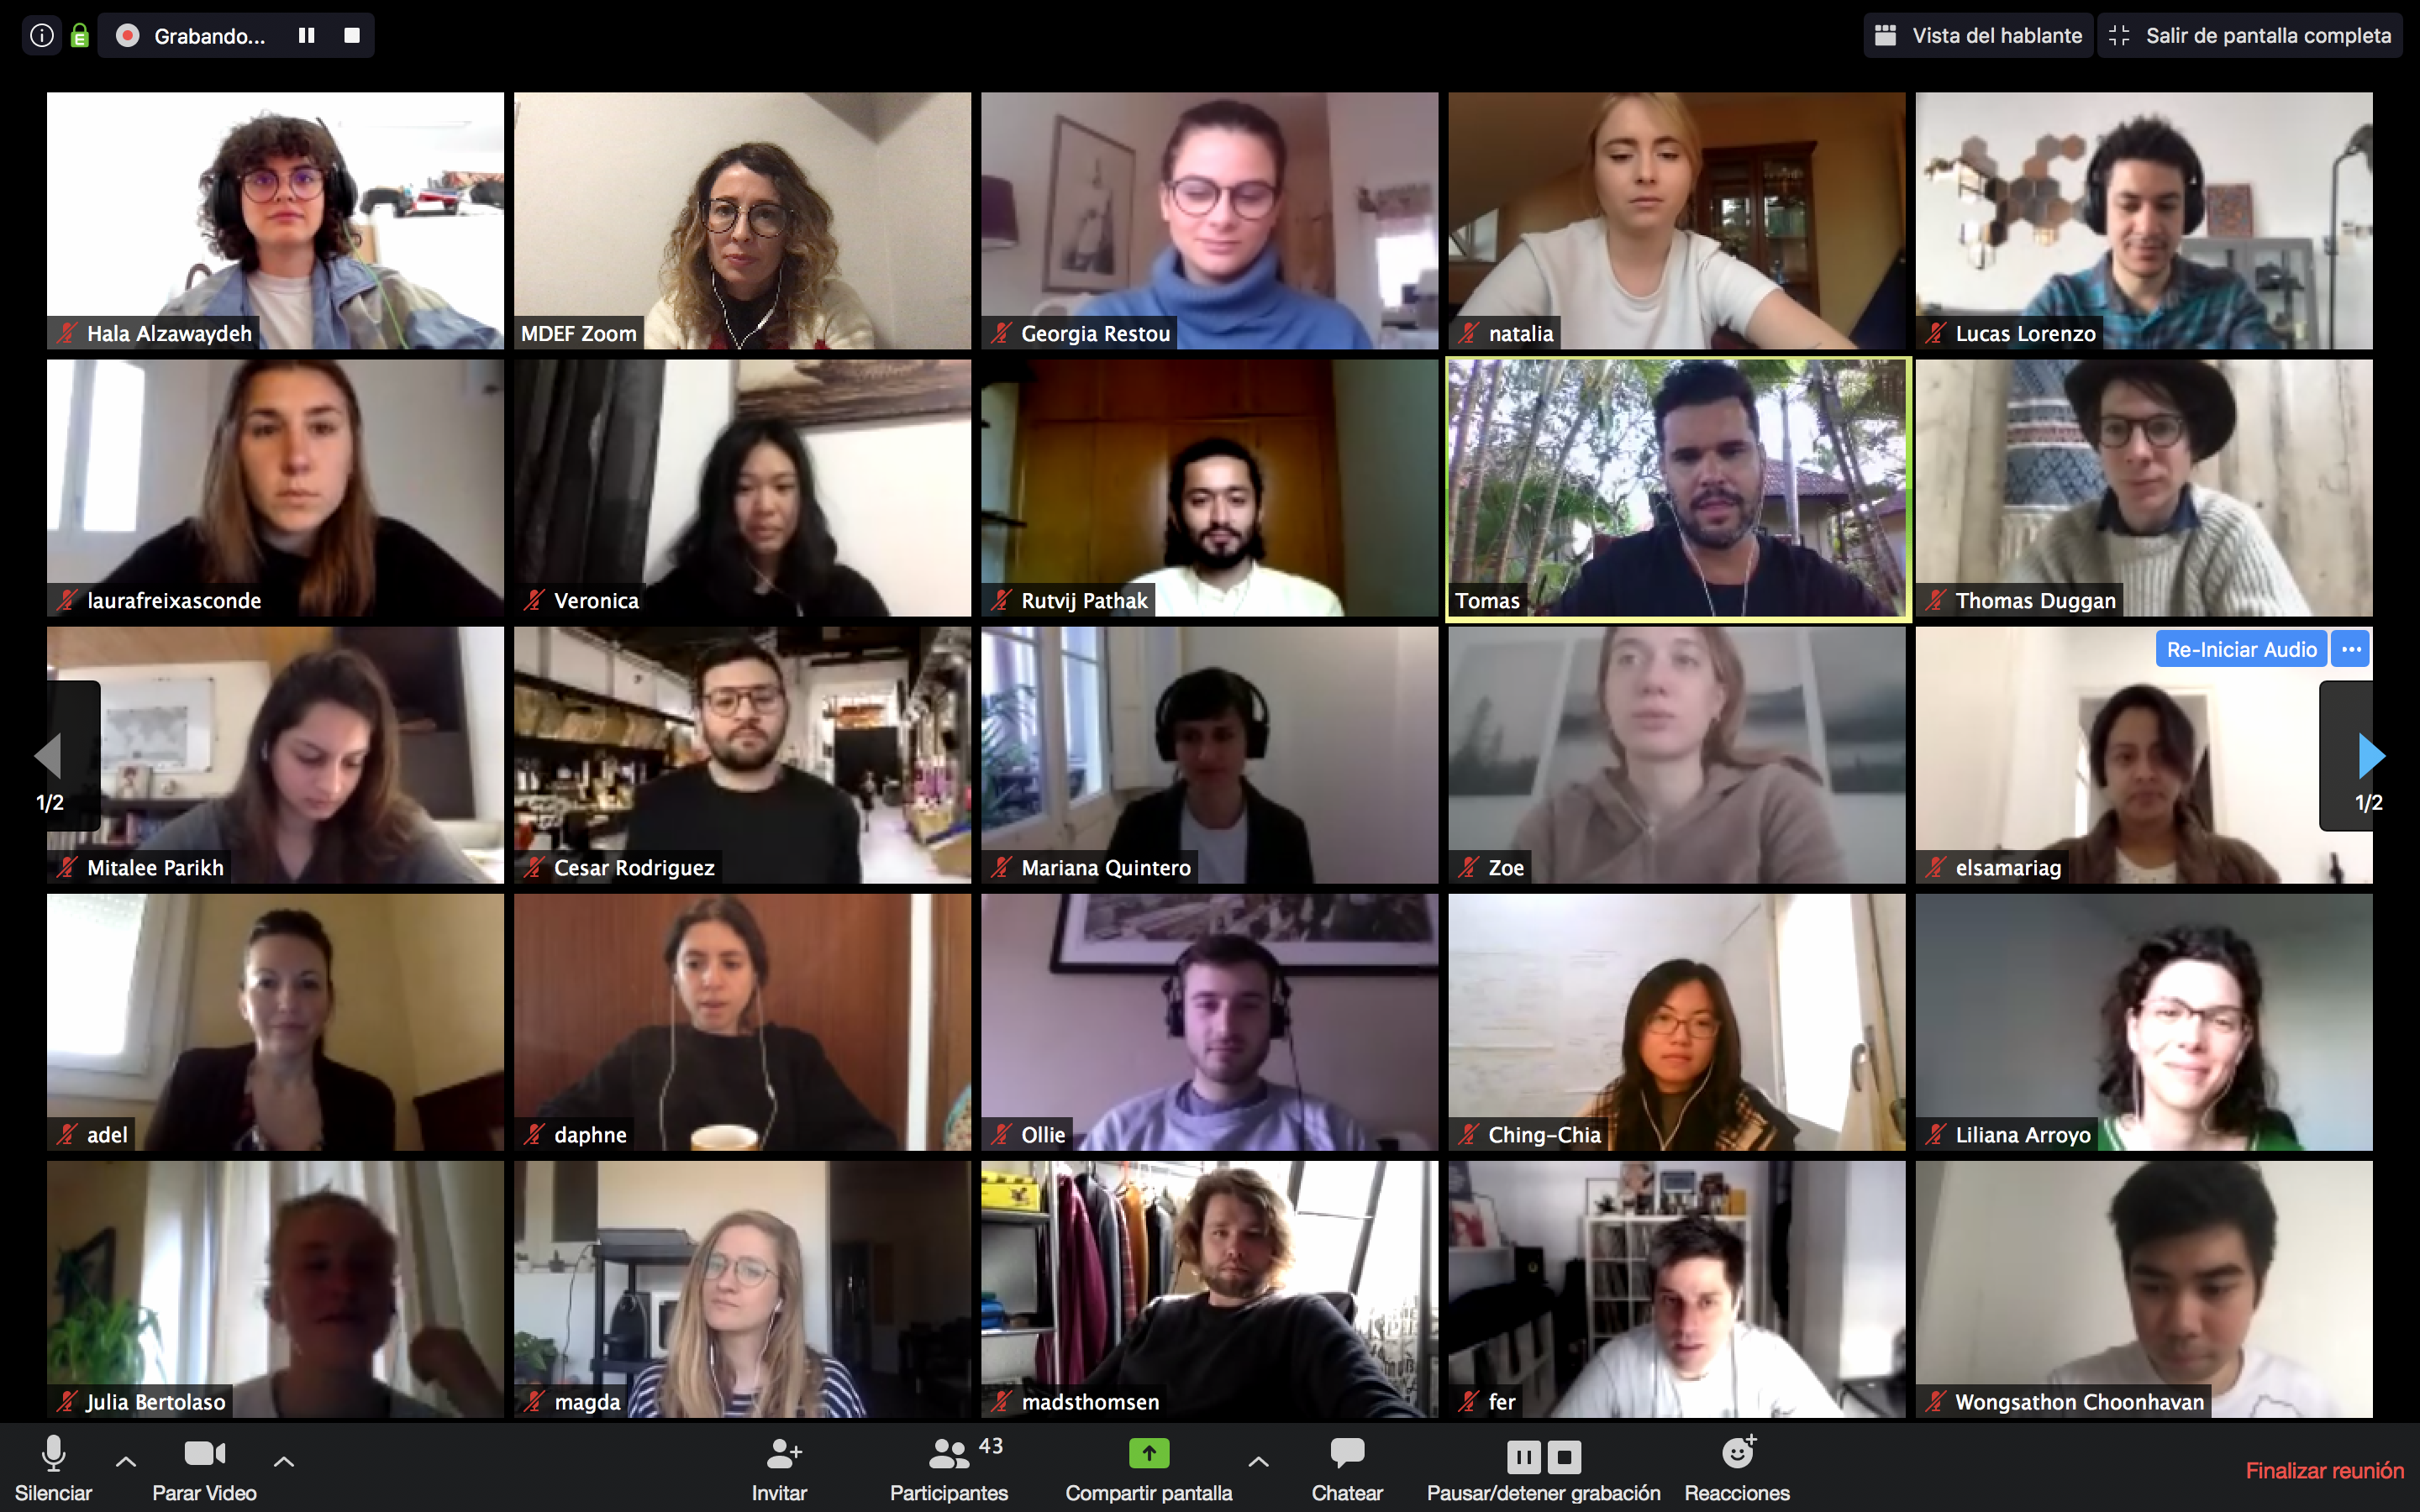 Grabando...
Vista del hablante
Salir de pantalla completa
Hala Alzawaydeh
MDEF Zoom
Georgia Restou
natalia
Lucas Lorenzo
laurafreixasconde
Veronica
Rutvij Pathak
Tomas
Thomas Duggan
Re-Iniciar Audio
...
1/2
1/2
Mitalee Parikh
Cesar Rodriguez
Mariana Quintero
Zoe
elsamariag
adel
daphne
Ollie
Ching-Chia
Liliana Arroyo
Julia Bertolaso
magda
madsthomsen
fer
Wongsathon Choonhavan
Silenciar
Parar Video
Invitar
43
Participantes
Compartir pantalla
Chatear
Pausar/detener grabación
Reacciones
Finalizar reunión